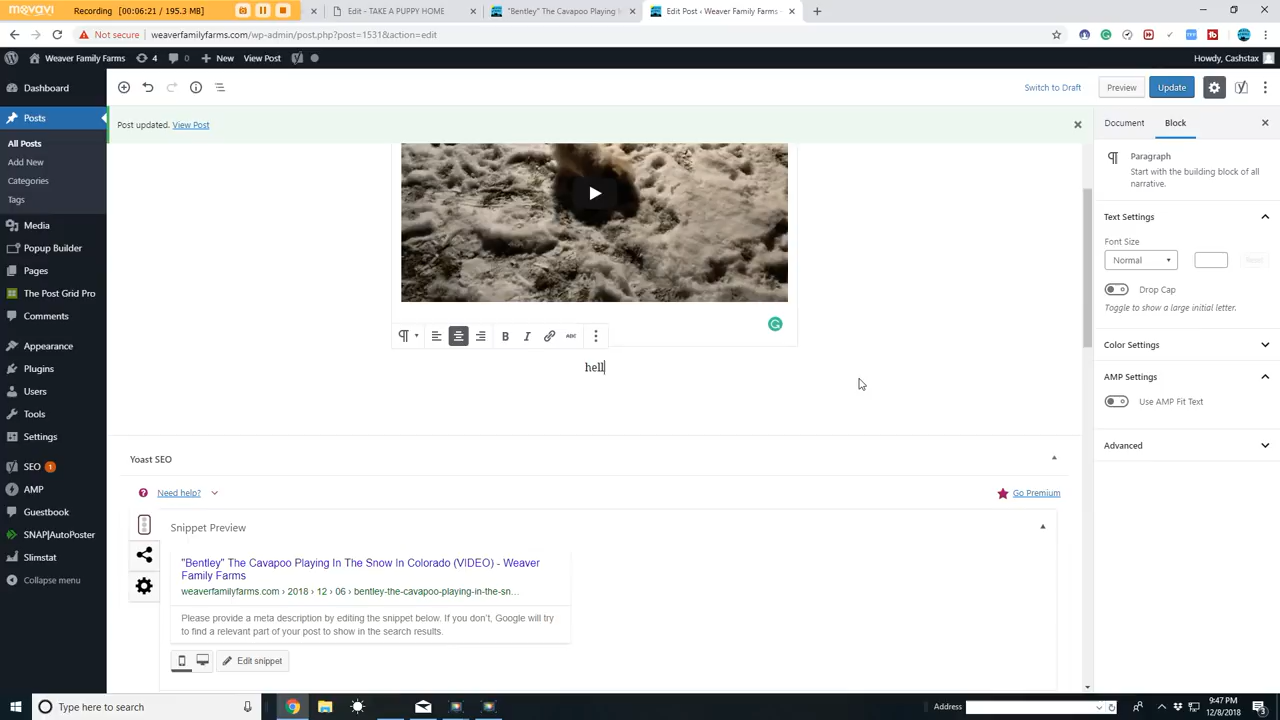 movavi
Recording [00:06:21 / 195.3 MB]
Edit - TAKE A PUPPY HOME
"Bentley" The Cavapoo Playing In
Edit Post ‹ Weaver Family Farms
Not secure
weaverfamilyfarms.com/wp-admin/post.php?post=1531&action=edit
Weaver Family Farms
4
0
New
View Post
Howdy, Cashstax
Dashboard
Posts
All Posts
Add New
Categories
Tags
Media
Popup Builder
Pages
The Post Grid Pro
Comments
Appearance
Plugins
Users
Tools
Settings
SEO 1
AMP
Guestbook
SNAP|AutoPoster
Slimstat
Collapse menu
Switch to Draft
Preview
Update
Post updated. View Post
B
I
ABC
hell
Yoast SEO
Need help?
Go Premium
Snippet Preview
"Bentley" The Cavapoo Playing In The Snow In Colorado (VIDEO) - Weaver
Family Farms
weaverfamilyfarms.com › 2018 › 12 › 06 › bentley-the-cavapoo-playing-in-the-sn…
Please provide a meta description by editing the snippet below. If you don't, Google will try
to find a relevant part of your post to show in the search results.
Edit snippet
Document
Block
Paragraph
Start with the building block of all
narrative.
Text Settings
Font Size
Normal
Reset
Drop Cap
Toggle to show a large initial letter.
Color Settings
AMP Settings
Use AMP Fit Text
Advanced
Type here to search
Address
9:47 PM
12/8/2018
3